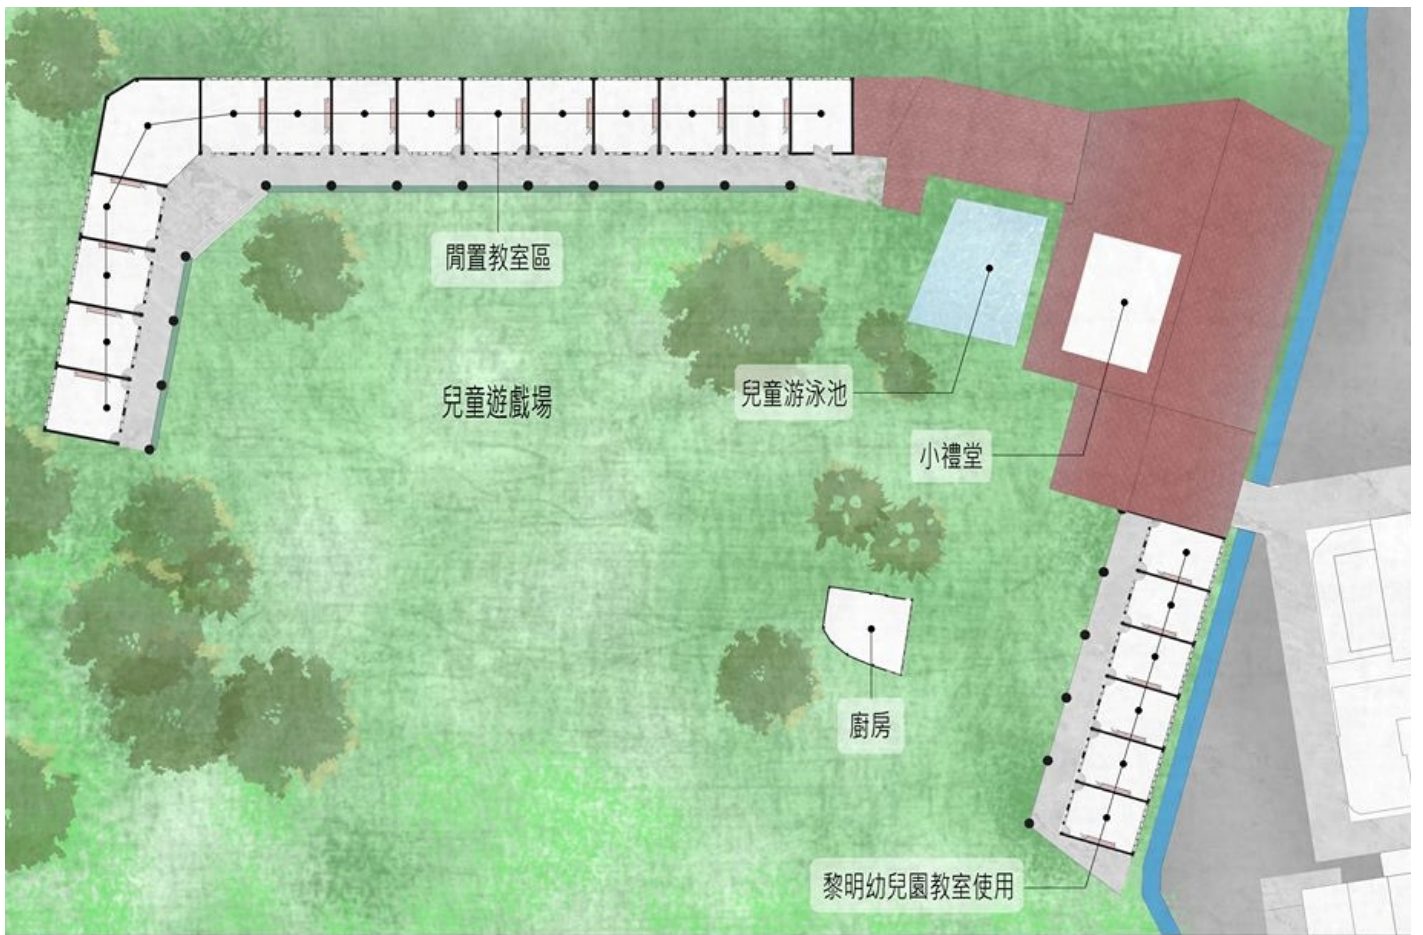 閒置教室區
兒童遊戲場
兒童游泳池
小禮堂
廚房
黎明幼兒園教室使用